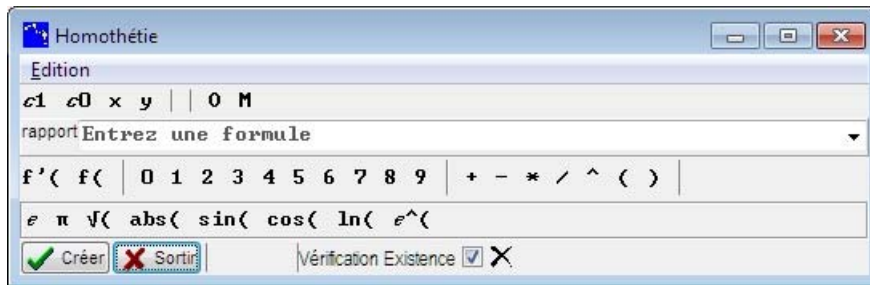 Homothétie
Edition
c1 c0 x y | | O M
rapport Entrez une formule
f'( f( | 0 1 2 3 4 5 6 7 8 9 | + - * / ^ ( ) |
e π √( abs( sin( cos( ln( e^(
Créer Sortir Vérification Existence